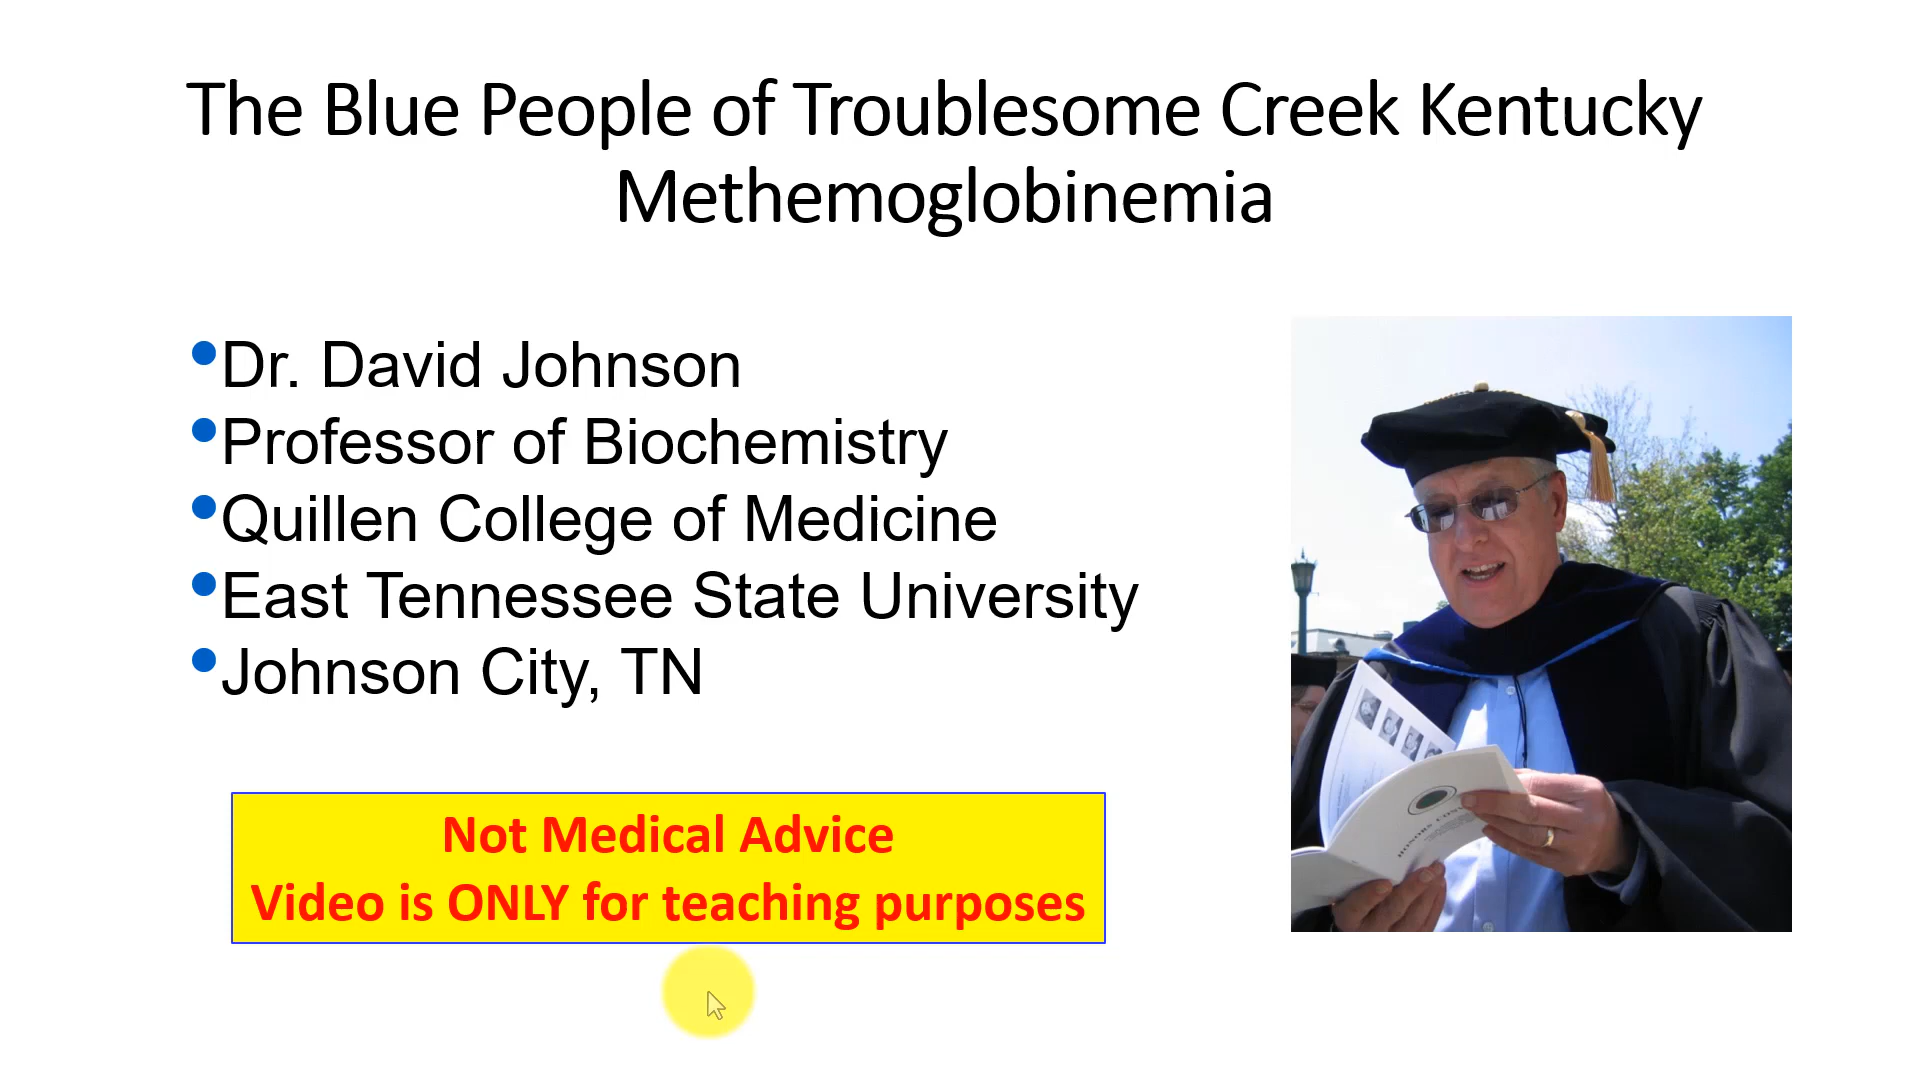 The Blue People of Troublesome Creek Kentucky
Methemoglobinemia
•Dr. David Johnson
•Professor of Biochemistry
•Quillen College of Medicine
•East Tennessee State University
•Johnson City, TN
Not Medical Advice
Video is ONLY for teaching purposes